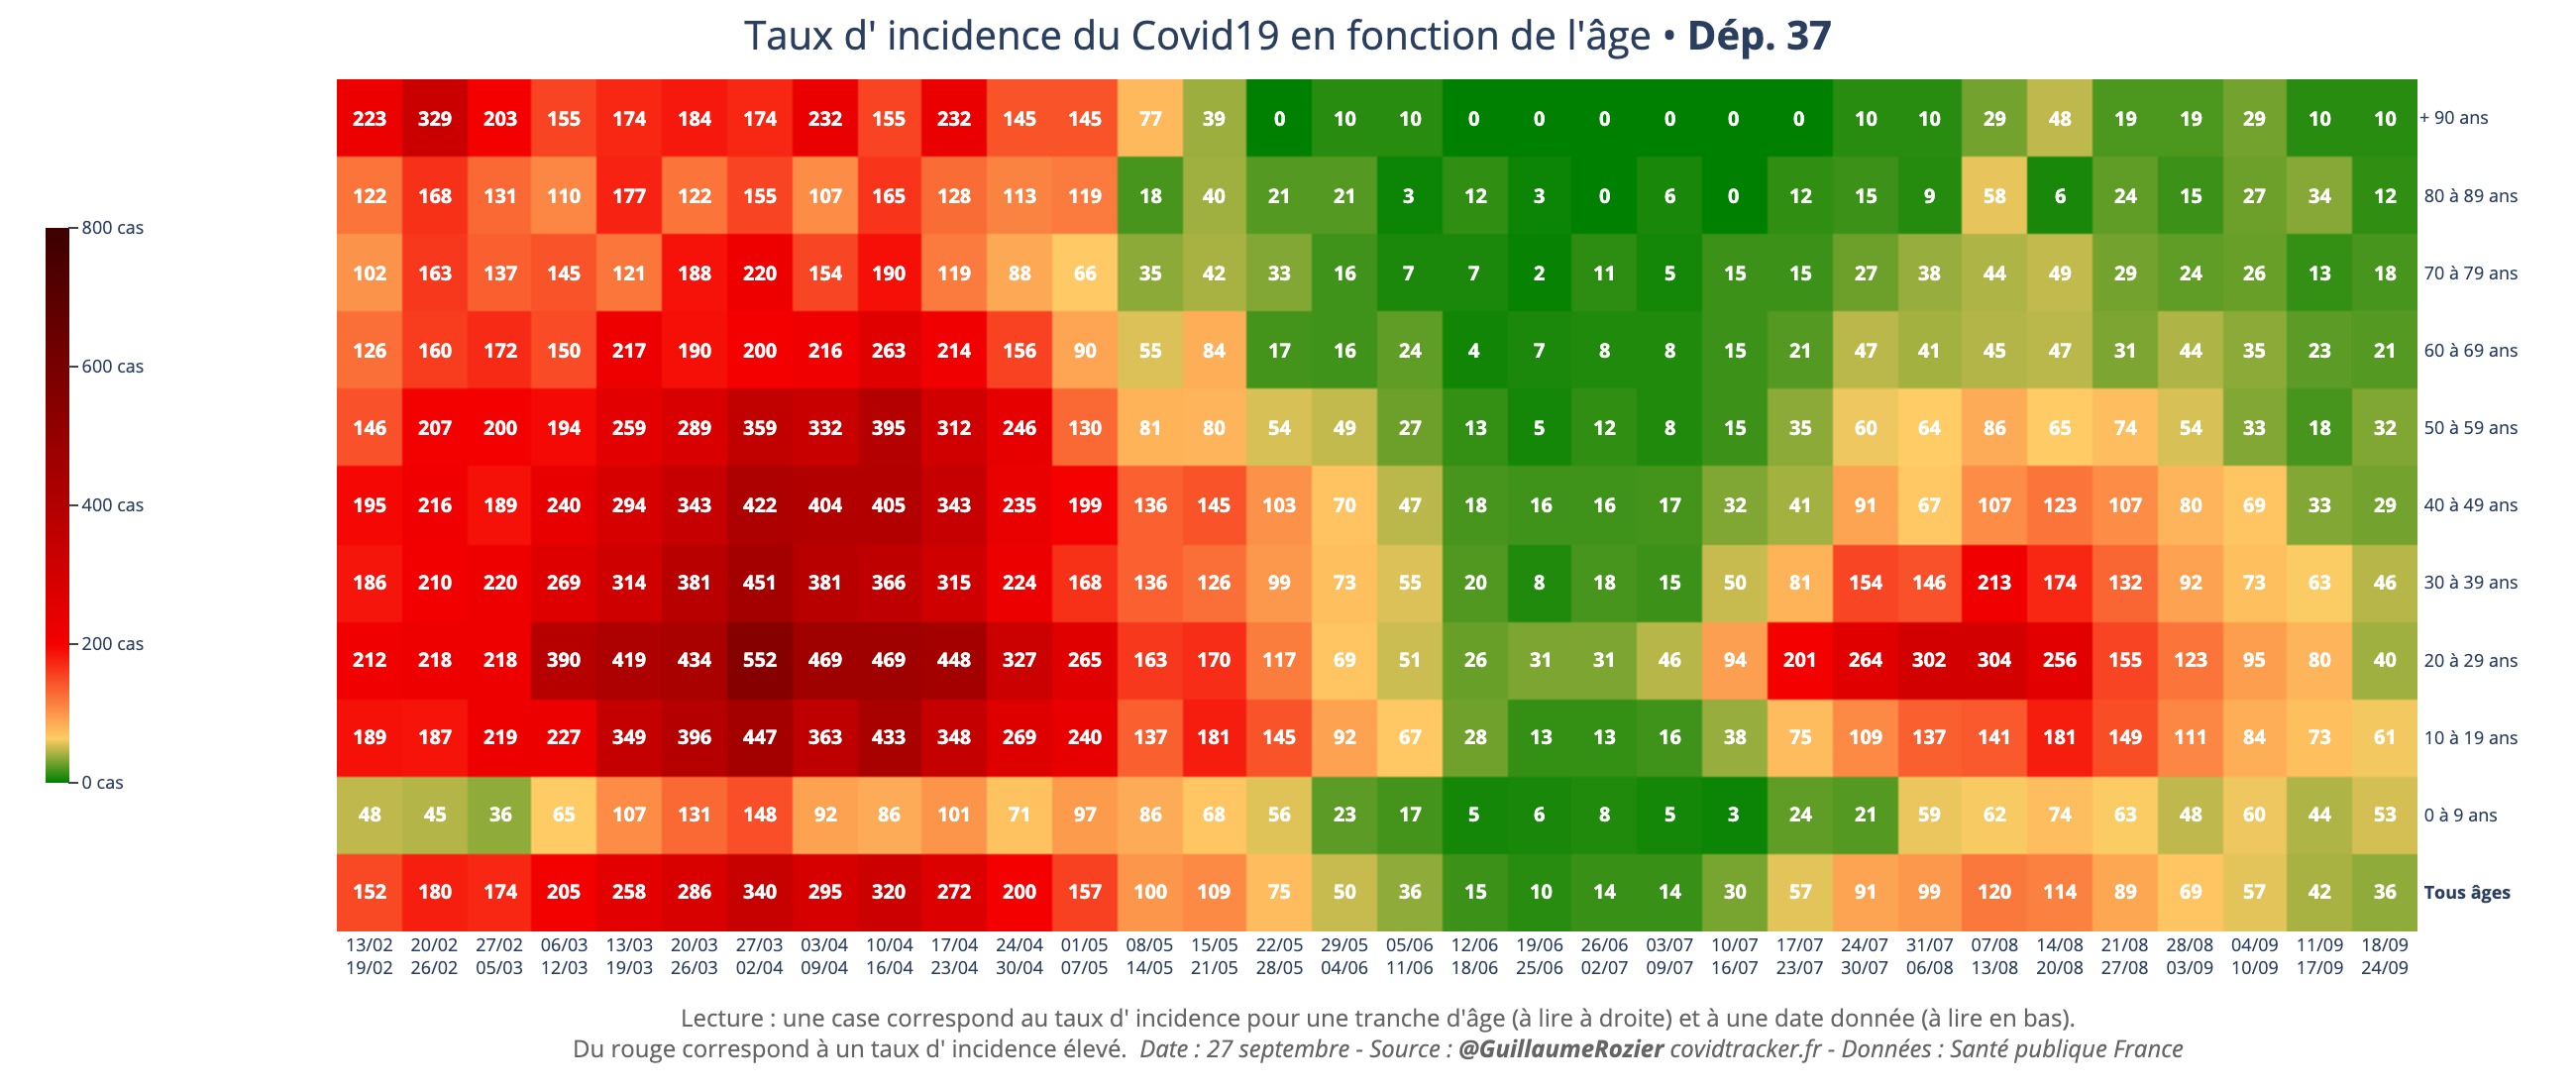 Taux d' incidence du Covid19 en fonction de l'âge • Dép. 37
800 cas
600 cas
400 cas
200 cas
0 cas
223 329 203 155 174 184 174 232 155 232 145 145 77 39 0 10 10 0 0 0 0 0 0 10 10 29 48 19 19 29 10 10 + 90 ans
122 168 131 110 177 122 155 107 165 128 113 119 18 40 21 21 3 12 3 0 6 0 12 15 9 58 6 24 15 27 34 12 80 à 89 ans
102 163 137 145 121 188 220 154 190 119 88 66 35 42 33 16 7 7 2 11 5 15 15 27 38 44 49 29 24 26 13 18 70 à 79 ans
126 160 172 150 217 190 200 216 263 214 156 90 55 84 17 16 24 4 7 8 8 15 21 47 41 45 47 31 44 35 23 21 60 à 69 ans
146 207 200 194 259 289 359 332 395 312 246 130 81 80 54 49 27 13 5 12 8 15 35 60 64 86 65 74 54 33 18 32 50 à 59 ans
195 216 189 240 294 343 422 404 405 343 235 199 136 145 103 70 47 18 16 16 17 32 41 91 67 107 123 107 80 69 33 29 40 à 49 ans
186 210 220 269 314 381 451 381 366 315 224 168 136 126 99 73 55 20 8 18 15 50 81 154 146 213 174 132 92 73 63 46 30 à 39 ans
212 218 218 390 419 434 552 469 469 448 327 265 163 170 117 69 51 26 31 31 46 94 201 264 302 304 256 155 123 95 80 40 20 à 29 ans
189 187 219 227 349 396 447 363 433 348 269 240 137 181 145 92 67 28 13 13 16 38 75 109 137 141 181 149 111 84 73 61 10 à 19 ans
48 45 36 65 107 131 148 92 86 101 71 97 86 68 56 23 17 5 6 8 5 3 24 21 59 62 74 63 48 60 44 53 0 à 9 ans
152 180 174 205 258 286 340 295 320 272 200 157 100 109 75 50 36 15 10 14 14 30 57 91 99 120 114 89 69 57 42 36 Tous âges
13/02 20/02 27/02 06/03 13/03 20/03 27/03 03/04 10/04 17/04 24/04 01/05 08/05 15/05 22/05 29/05 05/06 12/06 19/06 26/06 03/07 10/07 17/07 24/07 31/07 07/08 14/08 21/08 28/08 04/09 11/09 18/09
19/02 26/02 05/03 12/03 19/03 26/03 02/04 09/04 16/04 23/04 30/04 07/05 14/05 21/05 28/05 04/06 11/06 18/06 25/06 02/07 09/07 16/07 23/07 30/07 06/08 13/08 20/08 27/08 03/09 10/09 17/09 24/09
Lecture : une case correspond au taux d' incidence pour une tranche d'âge (à lire à droite) et à une date donnée (à lire en bas).
Du rouge correspond à un taux d' incidence élevé. Date : 27 septembre - Source : @GuillaumeRozier covidtracker.fr - Données : Santé publique France